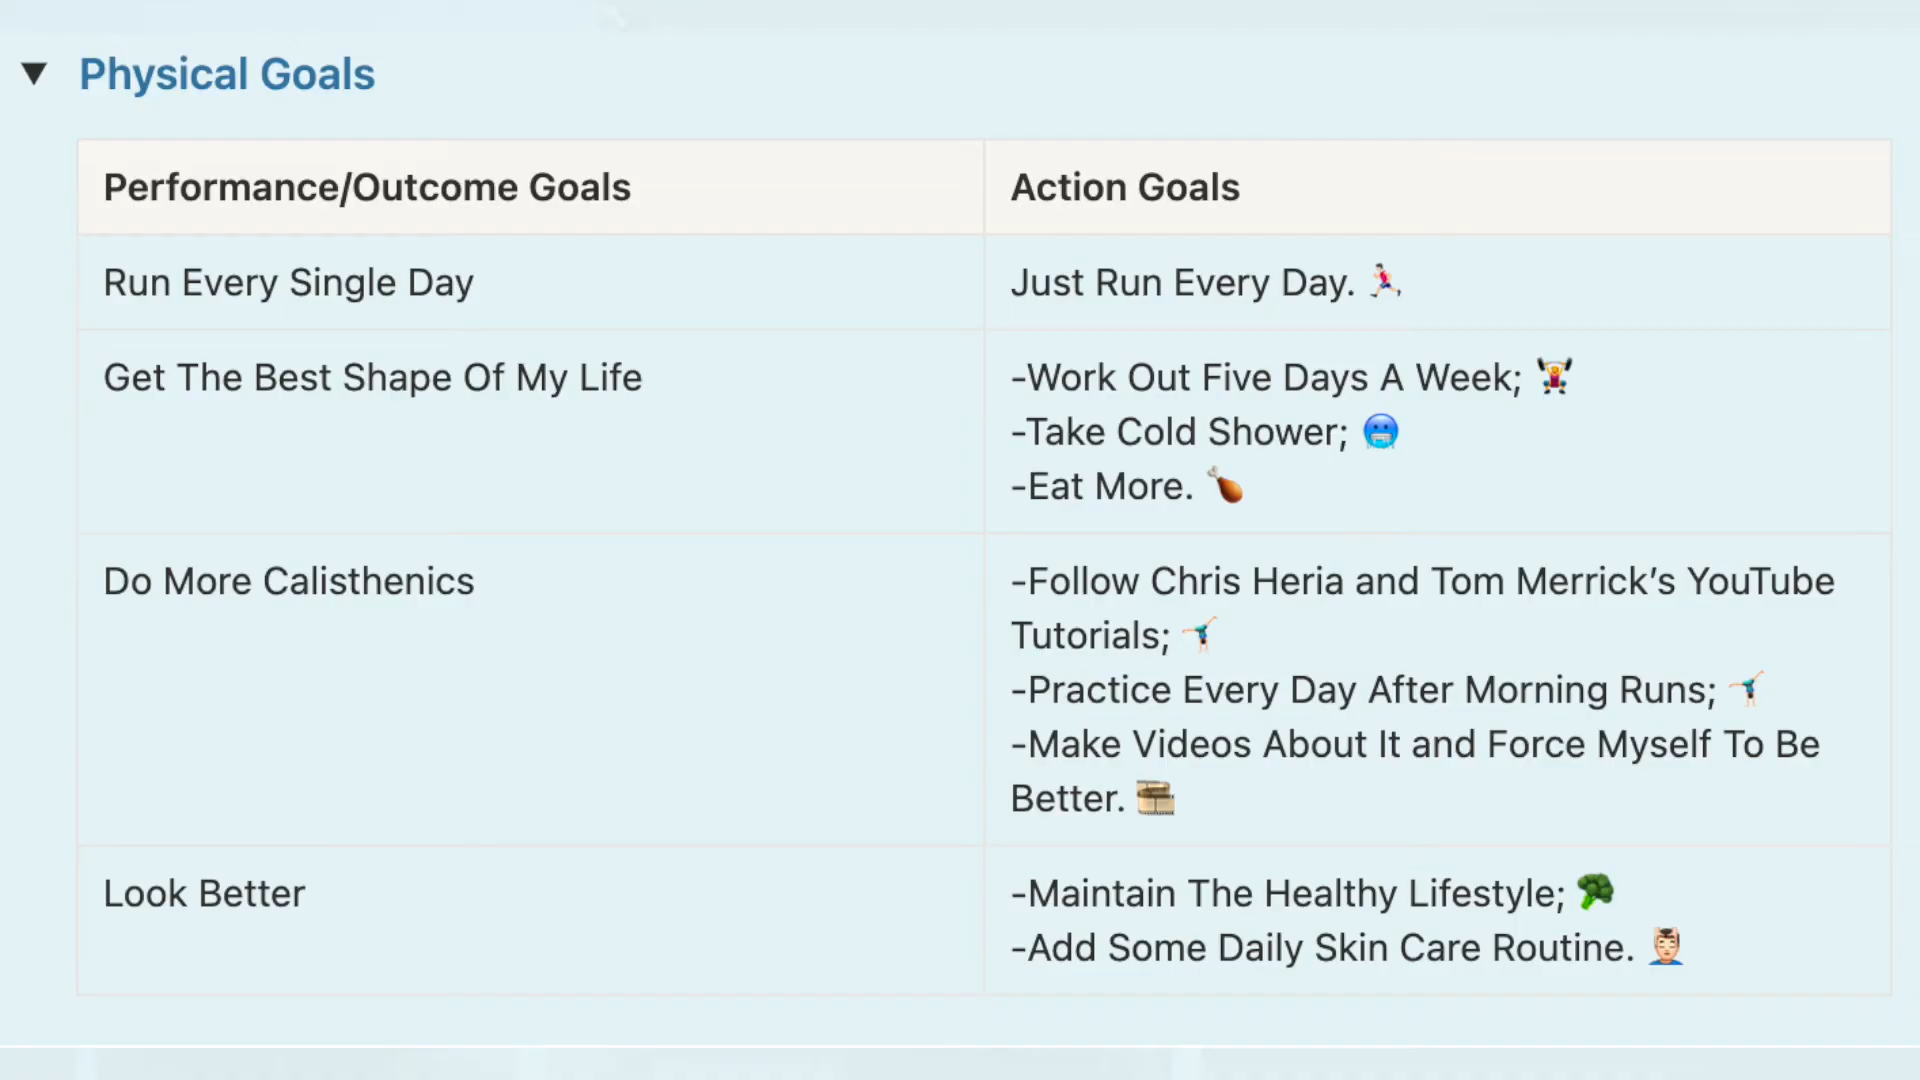 Physical Goals
Performance/Outcome Goals
Action Goals
Run Every Single Day
Just Run Every Day. 🏃🏻
Get The Best Shape Of My Life
-Work Out Five Days A Week; 🏋️
-Take Cold Shower; 🥶
-Eat More. 🍗
Do More Calisthenics
-Follow Chris Heria and Tom Merrick’s YouTube
Tutorials; 🤸🏻
-Practice Every Day After Morning Runs; 🤸🏻
-Make Videos About It and Force Myself To Be
Better. 🎞️
Look Better
-Maintain The Healthy Lifestyle; 🥦
-Add Some Daily Skin Care Routine. 💆🏻